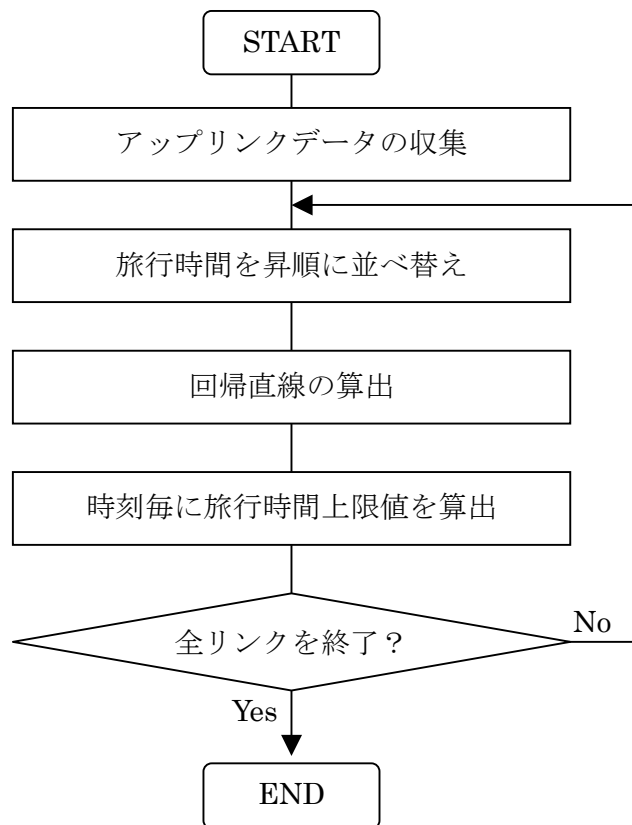 START
アップリンクデータの収集
旅行時間を昇順に並べ替え
回帰直線の算出
時刻毎に旅行時間上限値を算出
全リンクを終了？
No
Yes
END